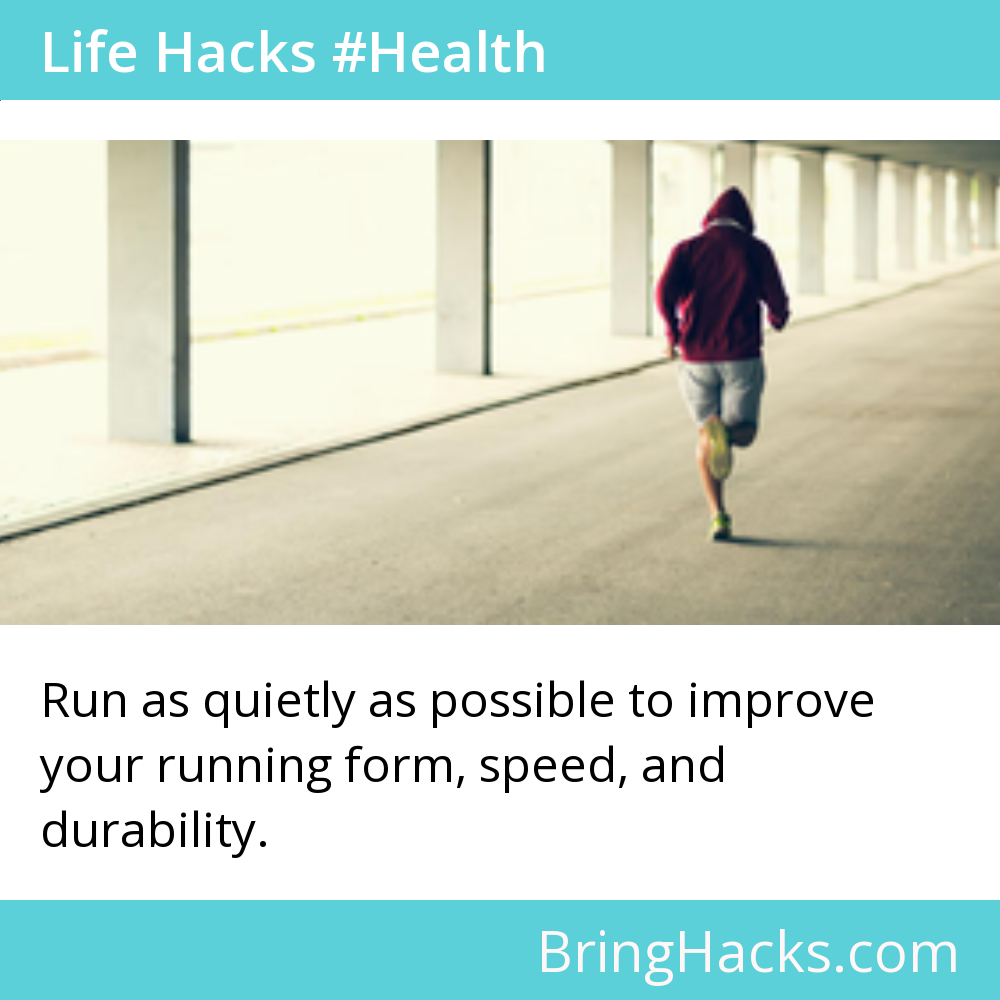 Life Hacks #Health
Run as quietly as possible to improve
your running form, speed, and
durability.
BringHacks.com